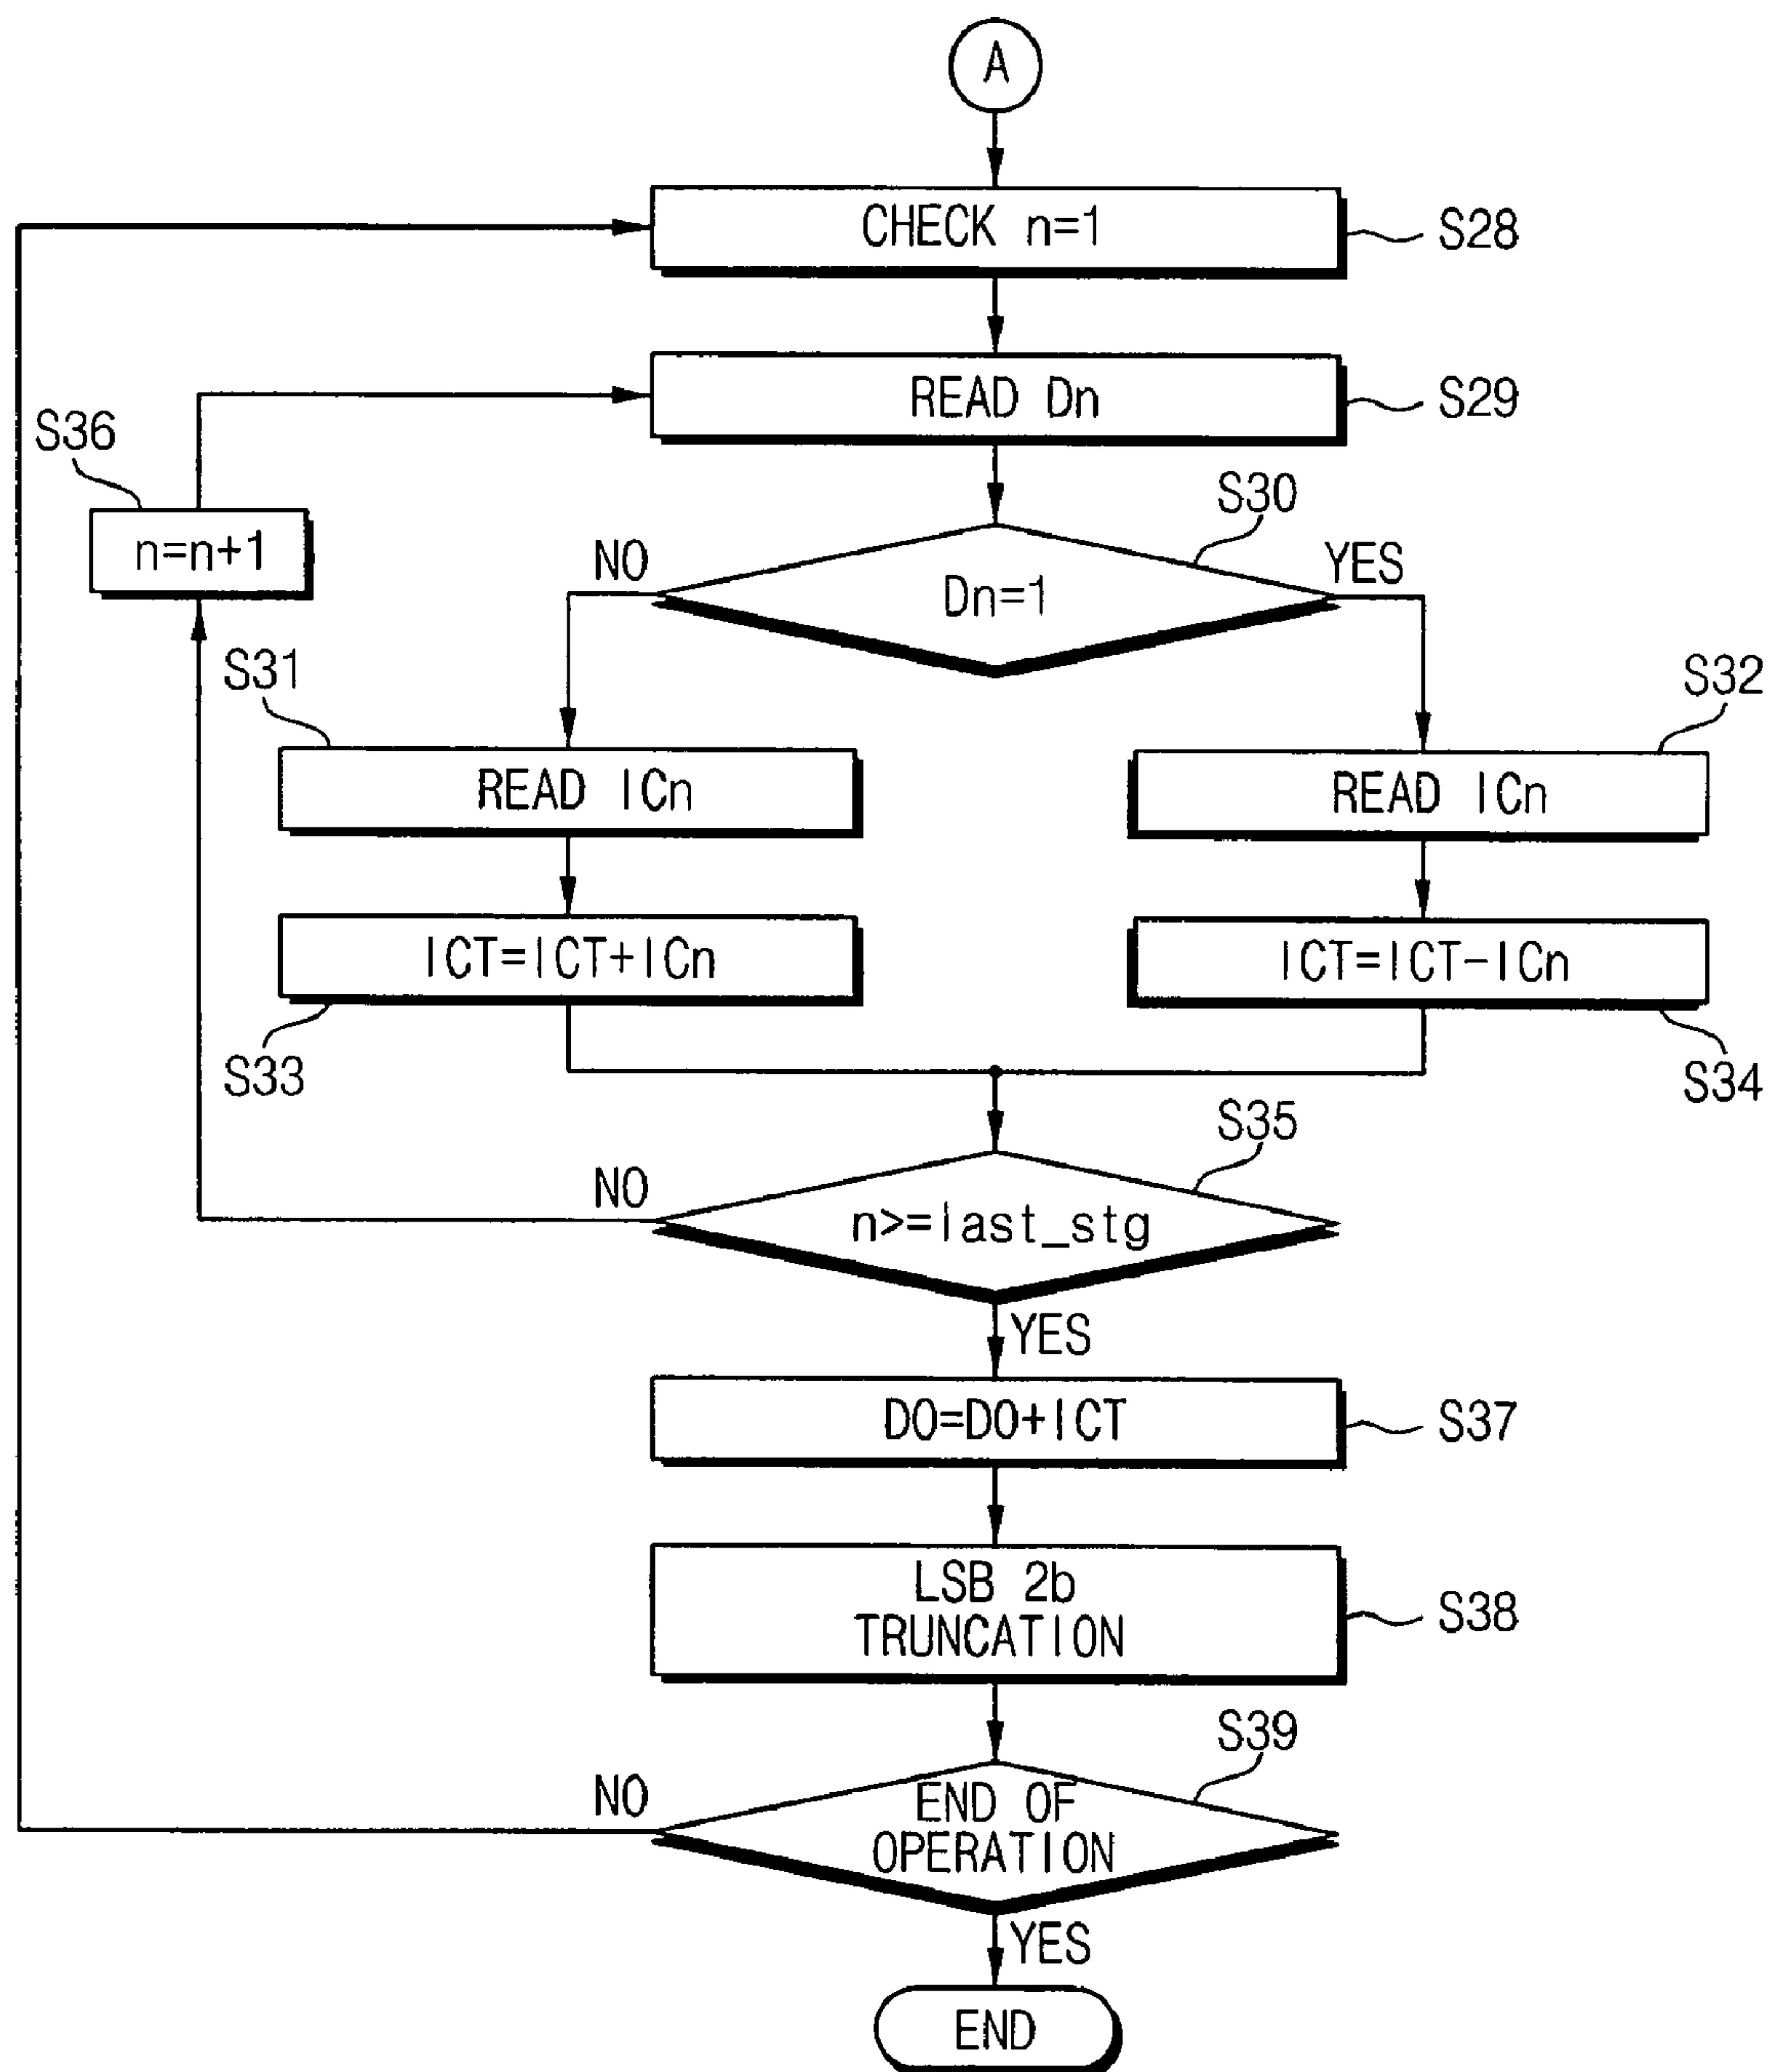 A
CHECK n=1
S28
READ Dn
S29
S36
n=n+1
S30
NO
YES
Dn=1
S31
S32
READ ICn
READ ICn
ICT=ICT+ICn
ICT=ICT-ICn
S33
S34
S35
NO
n>=last_stg
YES
DO=DO+ICT
S37
LSB 2b
TRUNCATION
S38
S39
NO
END OF
OPERATION
YES
END